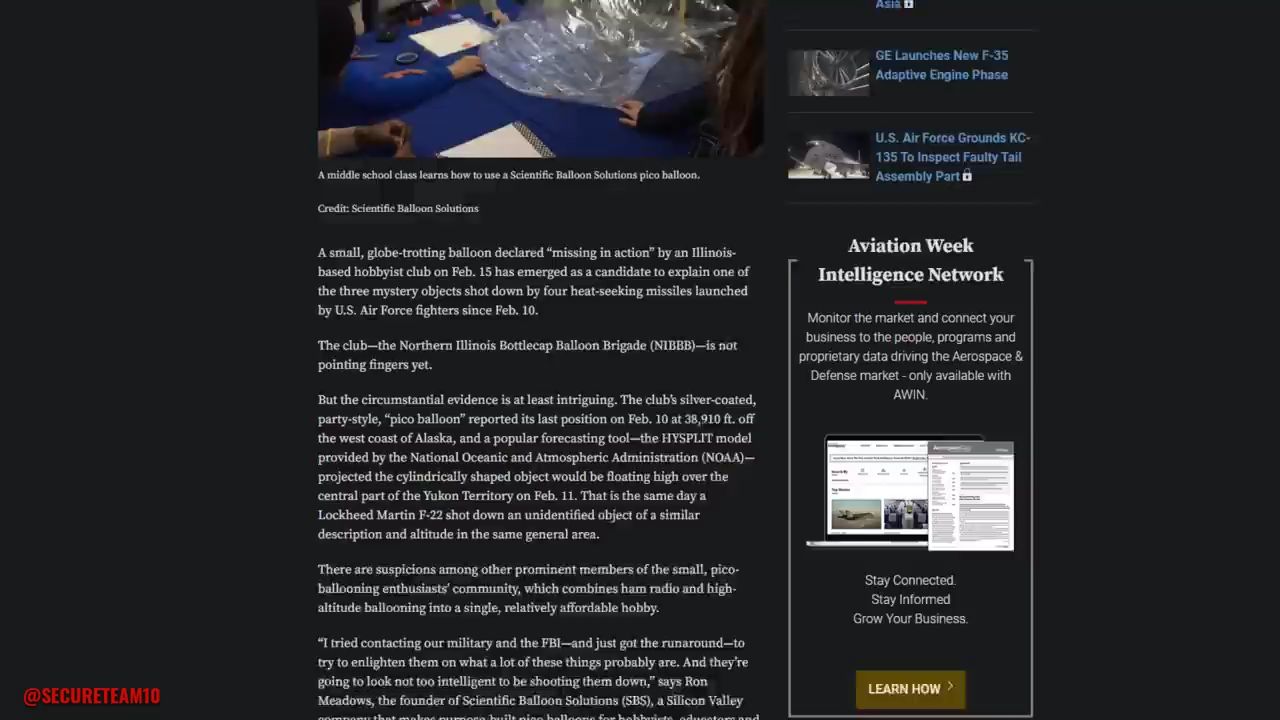 A middle school class learns how to use a Scientific Balloon Solutions pico balloon.
Credit: Scientific Balloon Solutions
A small, globe-trotting balloon declared “missing in action” by an Illinois-
based hobbyist club on Feb. 15 has emerged as a candidate to explain one of
the three mystery objects shot down by four heat-seeking missiles launched
by U.S. Air Force fighters since Feb. 10.
The club—the Northern Illinois Bottlecap Balloon Brigade (NIBBB)—is not
pointing fingers yet.
But the circumstantial evidence is at least intriguing. The club’s silver-coated,
party-style, “pico balloon” reported its last position on Feb. 10 at 38,910 ft. off
the west coast of Alaska, and a popular forecasting tool—the HYSPLIT model
provided by the National Oceanic and Atmospheric Administration (NOAA)—
projected the cylindrically shaped object would be floating high over the
central part of the Yukon Territory on Feb. 11. That is the same day a
Lockheed Martin F-22 shot down an unidentified object of a similar
description and altitude in the same general area.
There are suspicions among other prominent members of the small, pico-
ballooning enthusiasts’ community, which combines ham radio and high-
altitude ballooning into a single, relatively affordable hobby.
“I tried contacting our military and the FBI—and just got the runaround—to
try to enlighten them on what a lot of these things probably are. And they’re
going to look not too intelligent to be shooting them down,” says Ron
Meadows, the founder of Scientific Balloon Solutions (SBS), a Silicon Valley
company that makes purpose-built pico balloons for hobbyists, educators and
Asia
GE Launches New F-35
Adaptive Engine Phase
U.S. Air Force Grounds KC-
135 To Inspect Faulty Tail
Assembly Part
Aviation Week
Intelligence Network
Monitor the market and connect your
business to the people, programs and
proprietary data driving the Aerospace &
Defense market - only available with
AWIN.
Stay Connected.
Stay Informed
Grow Your Business.
LEARN HOW
@SECURETEAM10